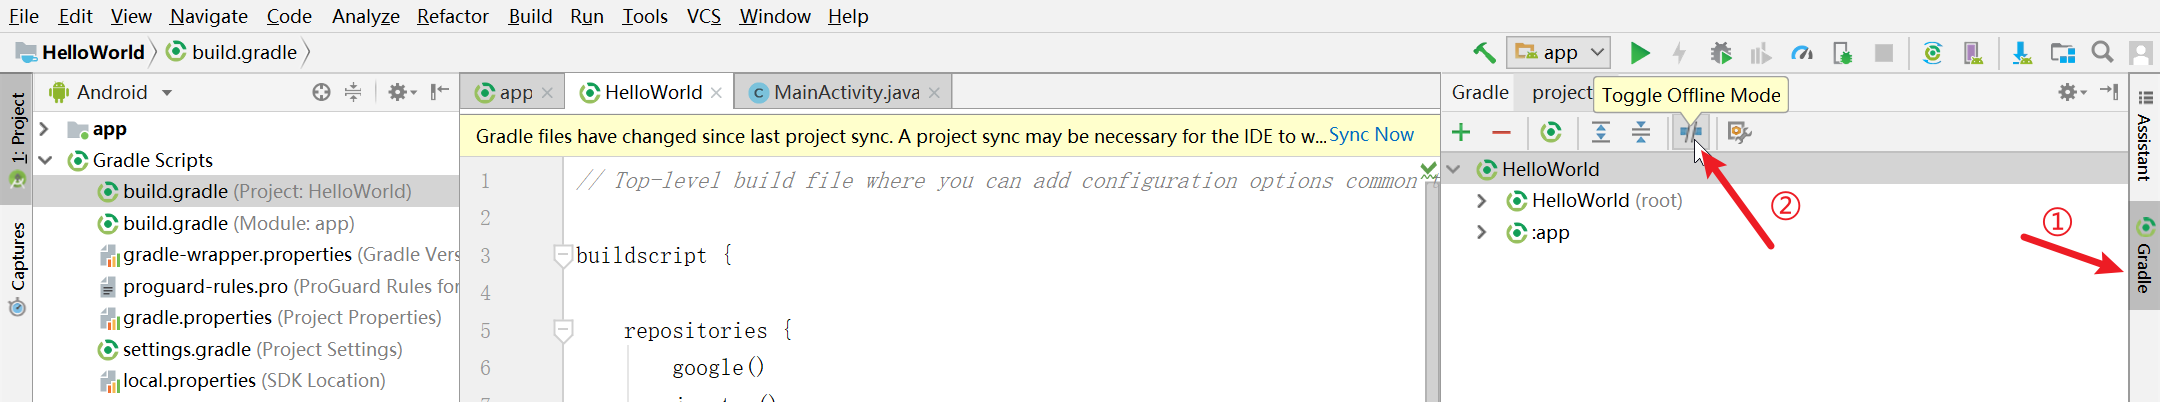 File Edit View Navigate Code Analyze Refactor Build Run Tools VCS Window Help
HelloWorld build.gradle app
Android
app HelloWorld MainActivity.java
Gradle project
Toggle Offline Mode
1: Project
Captures
app
Gradle Scripts
build.gradle (Project: HelloWorld)
build.gradle (Module: app)
gradle-wrapper.properties (Gradle Vers
proguard-rules.pro (ProGuard Rules for
gradle.properties (Project Properties)
settings.gradle (Project Settings)
local.properties (SDK Location)
Gradle files have changed since last project sync. A project sync may be necessary for the IDE to w... Sync Now
1 // Top-level build file where you can add configuration options common
2
3 buildscript {
4
5 repositories {
6 google()
HelloWorld
HelloWorld (root)
:app
②
①
Assistant
Gradle